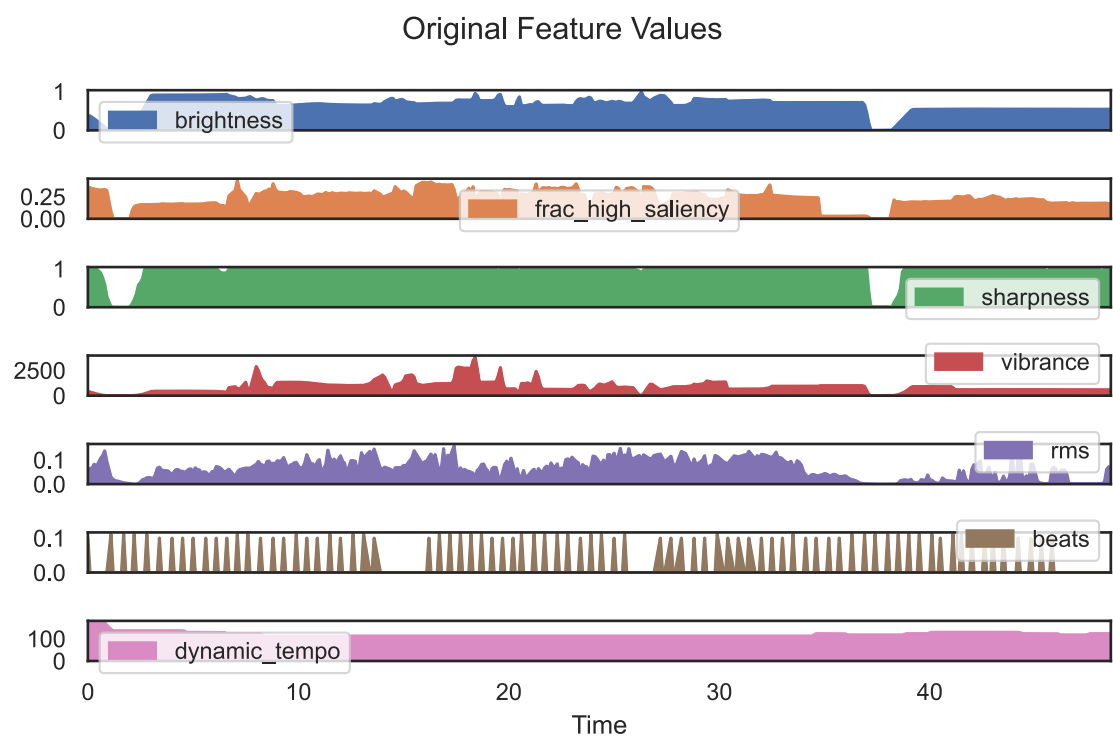 Original Feature Values
1
0
brightness
0.25
0.00
frac_high_saliency
1
0
sharpness
2500
0
vibrance
0.1
0.0
rms
0.1
0.0
beats
100
0
dynamic_tempo
0 10 20 30 40
Time